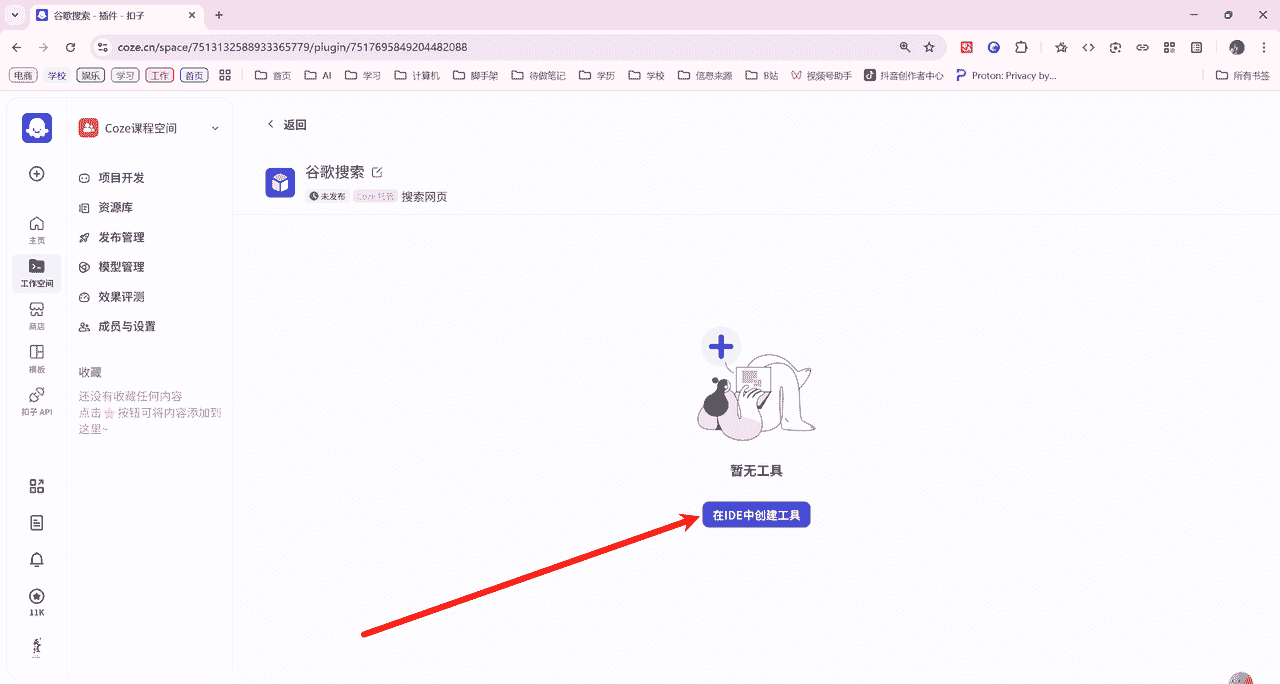 谷歌搜索 - 插件 - 扣子
coze.cn/space/7513132588933365779/plugin/7517695849204482088
电商 学校 娱乐 学习 工作 首页 首页 AI 学习 计算机 脚手架 待做笔记 学历 学校 信息来源 B站 视频号助手 抖音创作者中心 Proton: Privacy by... 所有书签
Coze课程空间
返回
谷歌搜索
未发布 Coze 托管 搜索网页
项目开发
资源库
发布管理
模型管理
效果评测
成员与设置
收藏
还没有收藏任何内容
点击 按钮可将内容添加到
这里~
主页
工作空间
商店
模板
扣子 API
11K
暂无工具
在IDE中创建工具